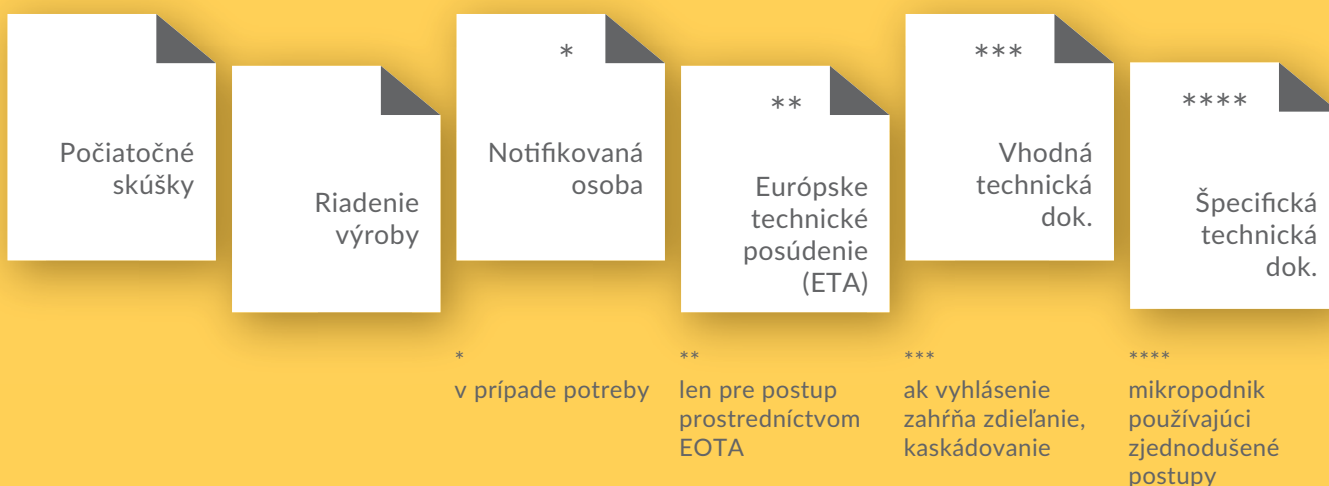 Počiatočné
skúšky
Riadenie
výroby
*
Notifikovaná
osoba
**
Európske
technické
posúdenie
(ETA)
***
Vhodná
technická
dok.
****
Špecifická
technická
dok.
*
v prípade potreby
**
len pre postup
prostredníctvom
EOTA
***
ak vyhlásenie
zahŕňa zdieľanie,
kaskádovanie
****
mikropodnik
používajúci
zjednodušené
postupy